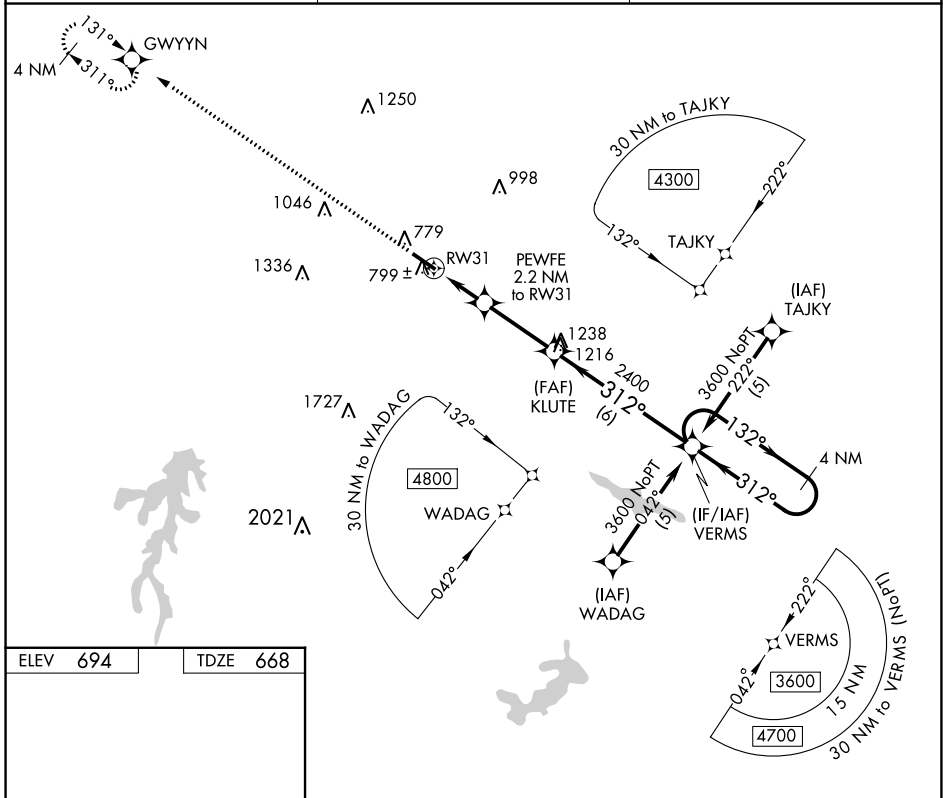 131°
GWYYN
4 NM
311°
1250
30 NM to TAJKY
998
4300
222°
1046
132°
TAJKY
779
RW31
PEWFE
2.2 NM
to RW31
799 ±
1336
(IAF)
TAJKY
1238
1216
3600 NoPT
222°
(5)
(FAF)
KLUTE
2400
312°
(6)
1727
30 NM to WADAG
132°
132°
4 NM
4800
312°
WADAG
3600 NoPT
042°
(5)
(IF/IAF)
VERMS
2021
042°
(IAF)
WADAG
222°
VERMS
042°
3600
15 NM
4700
30 NM to VERMS (NoPT)
ELEV 694
TDZE 668